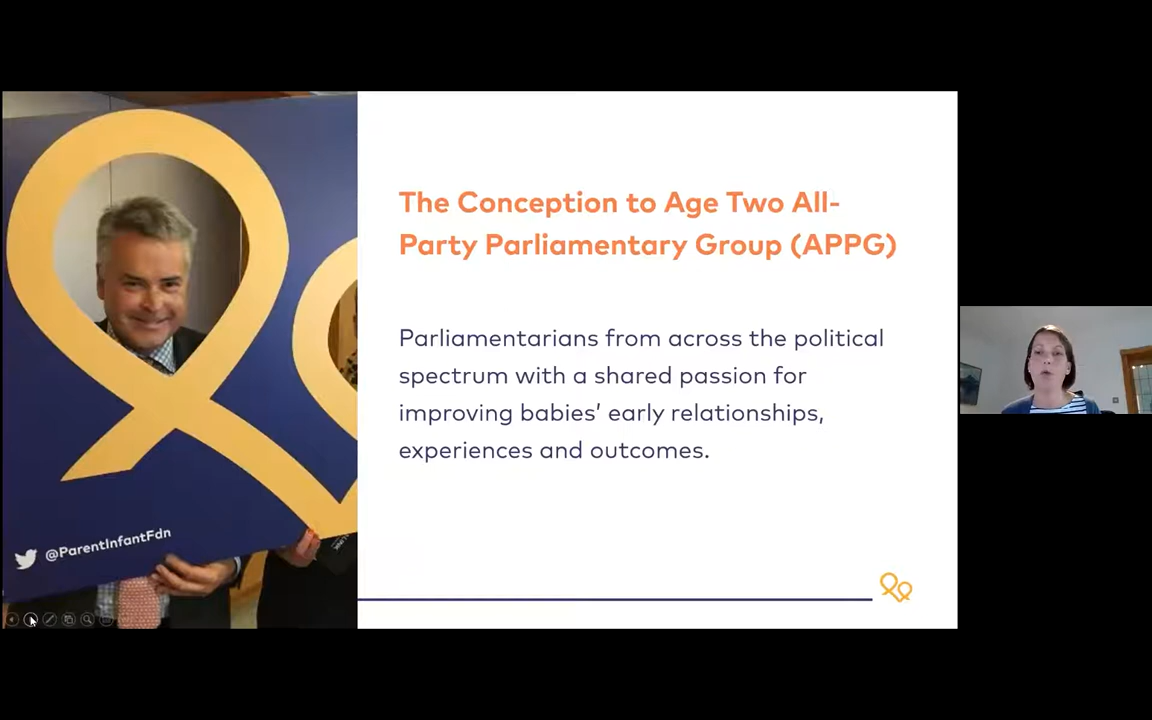 The Conception to Age Two All-
Party Parliamentary Group (APPG)
Parliamentarians from across the political
spectrum with a shared passion for
improving babies’ early relationships,
experiences and outcomes.
@ParentInfantFdn